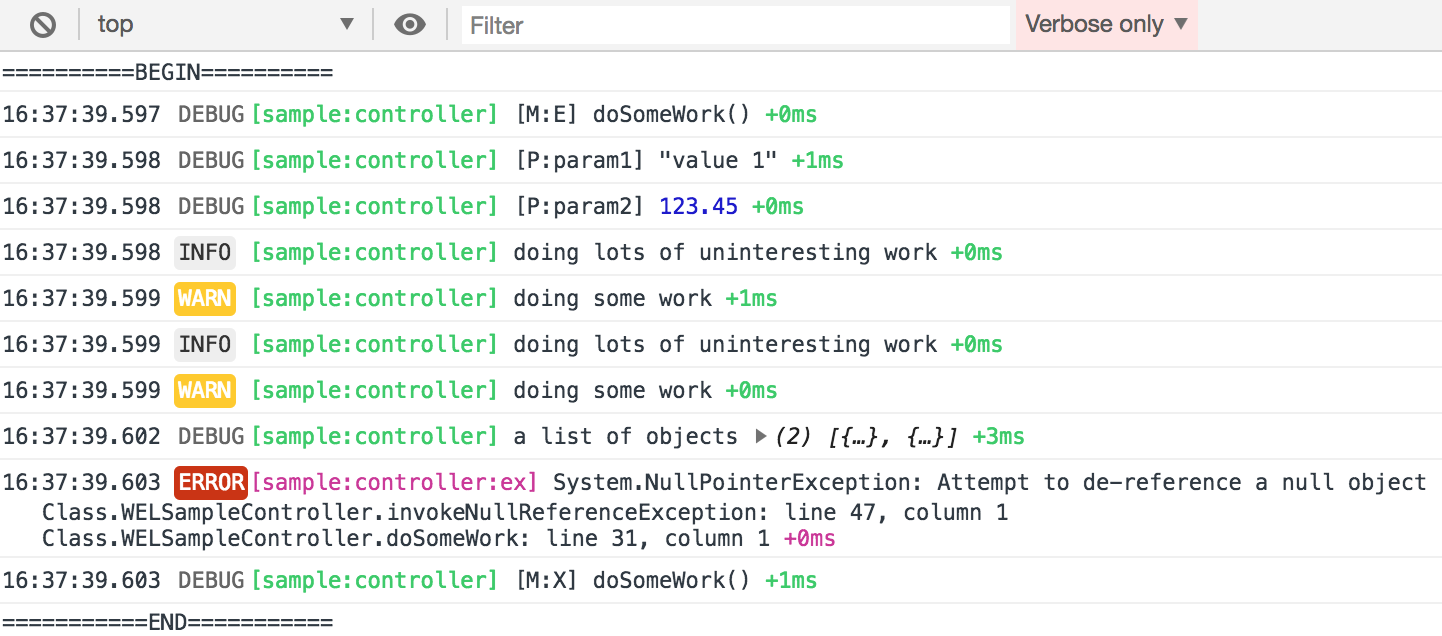 top ▼ Filter Verbose only ▼
==========BEGIN==========
16:37:39.597 DEBUG [sample:controller] [M:E] doSomeWork() +0ms
16:37:39.598 DEBUG [sample:controller] [P:param1] "value 1" +1ms
16:37:39.598 DEBUG [sample:controller] [P:param2] 123.45 +0ms
16:37:39.598 INFO [sample:controller] doing lots of uninteresting work +0ms
16:37:39.599 WARN [sample:controller] doing some work +1ms
16:37:39.599 INFO [sample:controller] doing lots of uninteresting work +0ms
16:37:39.599 WARN [sample:controller] doing some work +0ms
16:37:39.602 DEBUG [sample:controller] a list of objects ▶(2) [{…}, {…}] +3ms
16:37:39.603 ERROR [sample:controller:ex] System.NullPointerException: Attempt to de-reference a null object
Class.WELSampleController.invokeNullReferenceException: line 47, column 1
Class.WELSampleController.doSomeWork: line 31, column 1 +0ms
16:37:39.603 DEBUG [sample:controller] [M:X] doSomeWork() +1ms
===========END===========